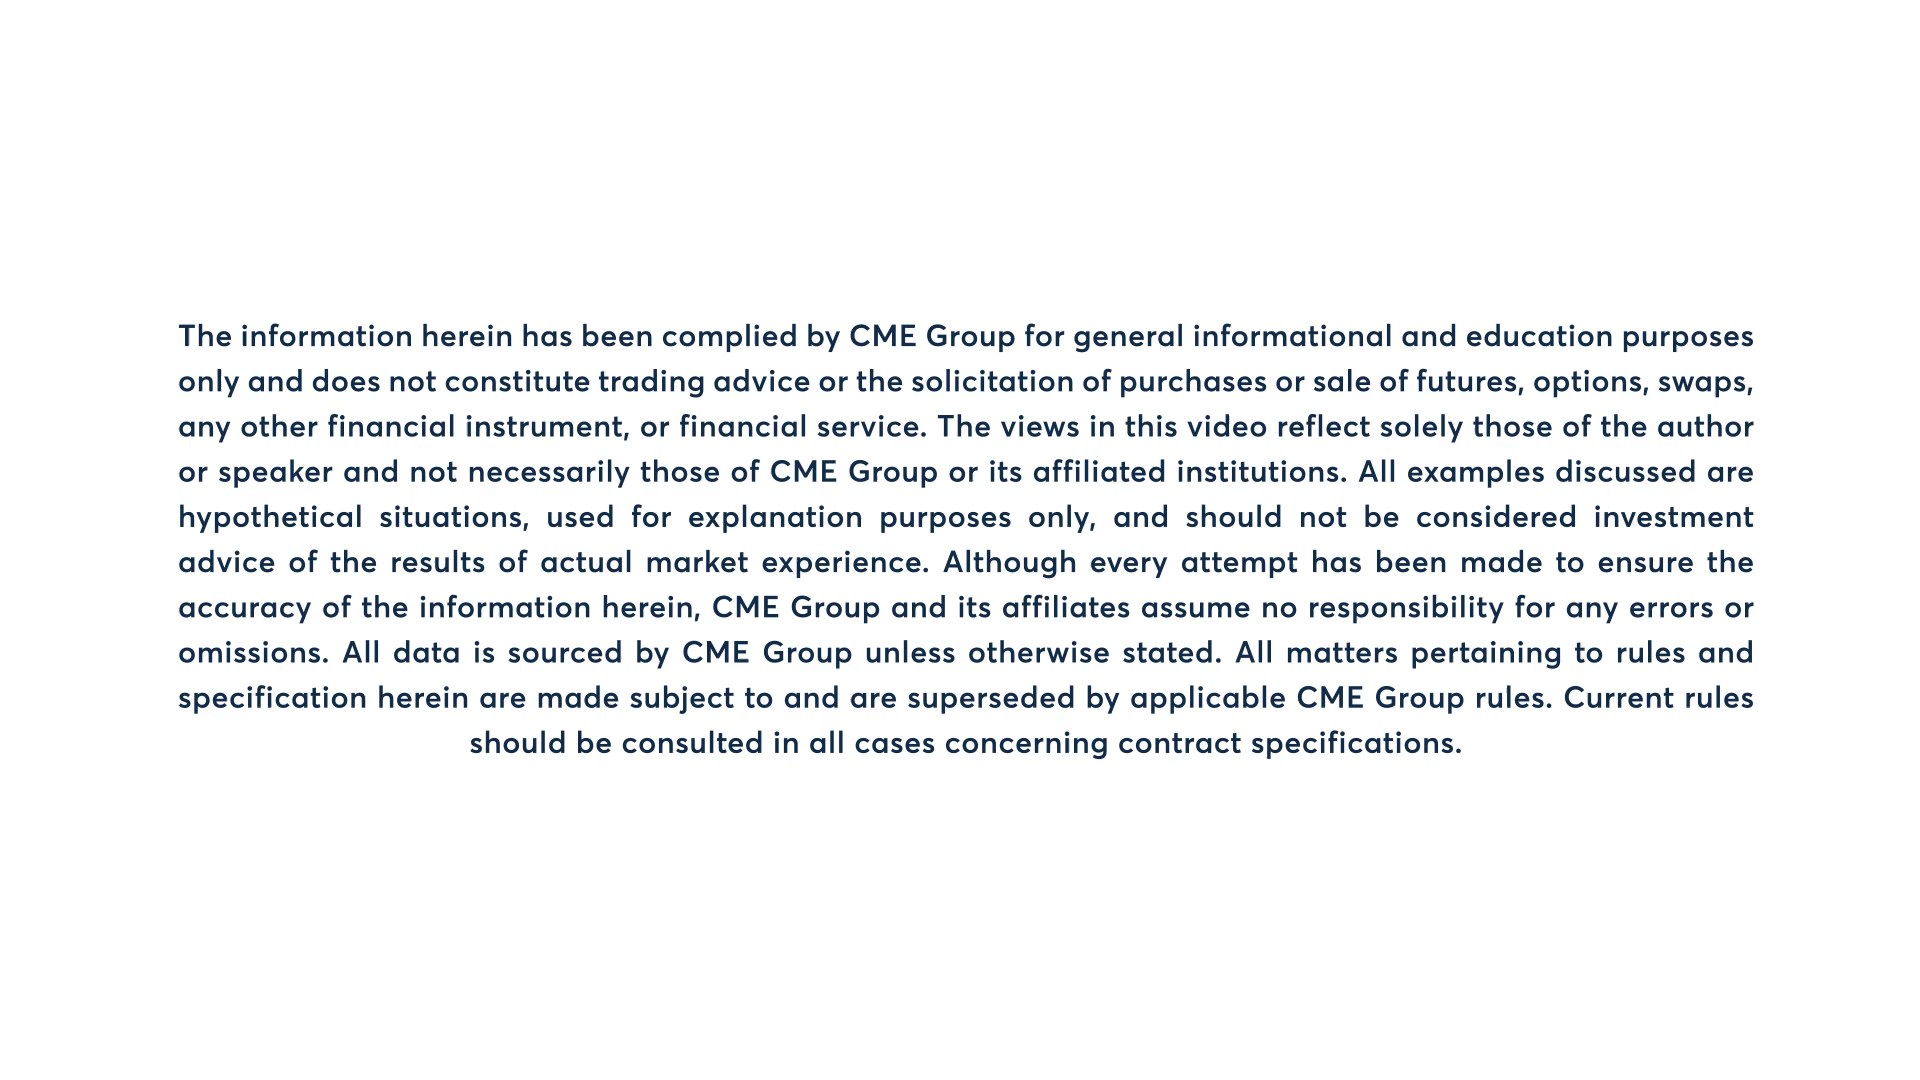 The information herein has been complied by CME Group for general informational and education purposes
only and does not constitute trading advice or the solicitation of purchases or sale of futures, options, swaps,
any other financial instrument, or financial service. The views in this video reflect solely those of the author
or speaker and not necessarily those of CME Group or its affiliated institutions. All examples discussed are
hypothetical situations, used for explanation purposes only, and should not be considered investment
advice of the results of actual market experience. Although every attempt has been made to ensure the
accuracy of the information herein, CME Group and its affiliates assume no responsibility for any errors or
omissions. All data is sourced by CME Group unless otherwise stated. All matters pertaining to rules and
specification herein are made subject to and are superseded by applicable CME Group rules. Current rules
should be consulted in all cases concerning contract specifications.